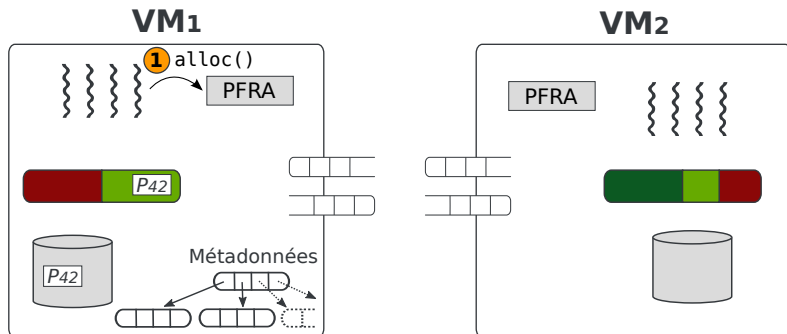 VM1
VM2
1 alloc()
PFRA
PFRA
P42
P42
Métadonnées